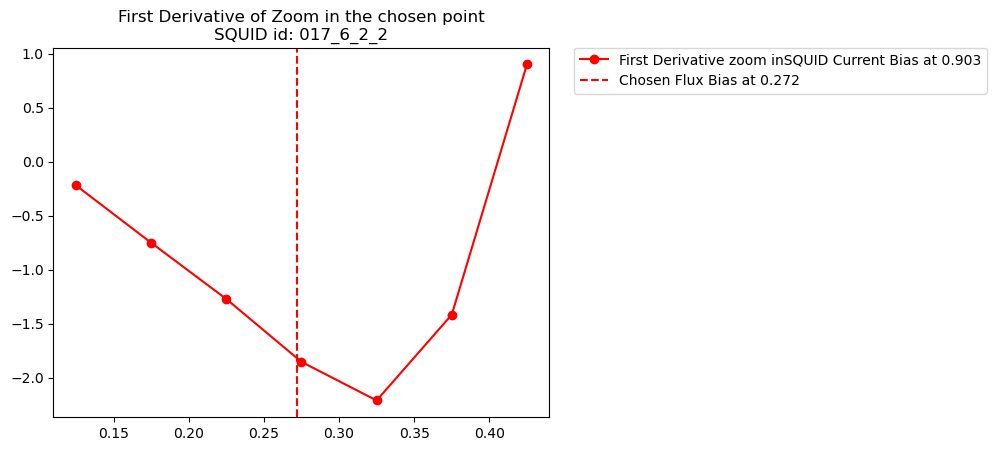 First Derivative of Zoom in the chosen point
SQUID id: 017_6_2_2
First Derivative zoom inSQUID Current Bias at 0.903
Chosen Flux Bias at 0.272
1.0
0.5
0.0
−0.5
−1.0
−1.5
−2.0
0.15 0.20 0.25 0.30 0.35 0.40